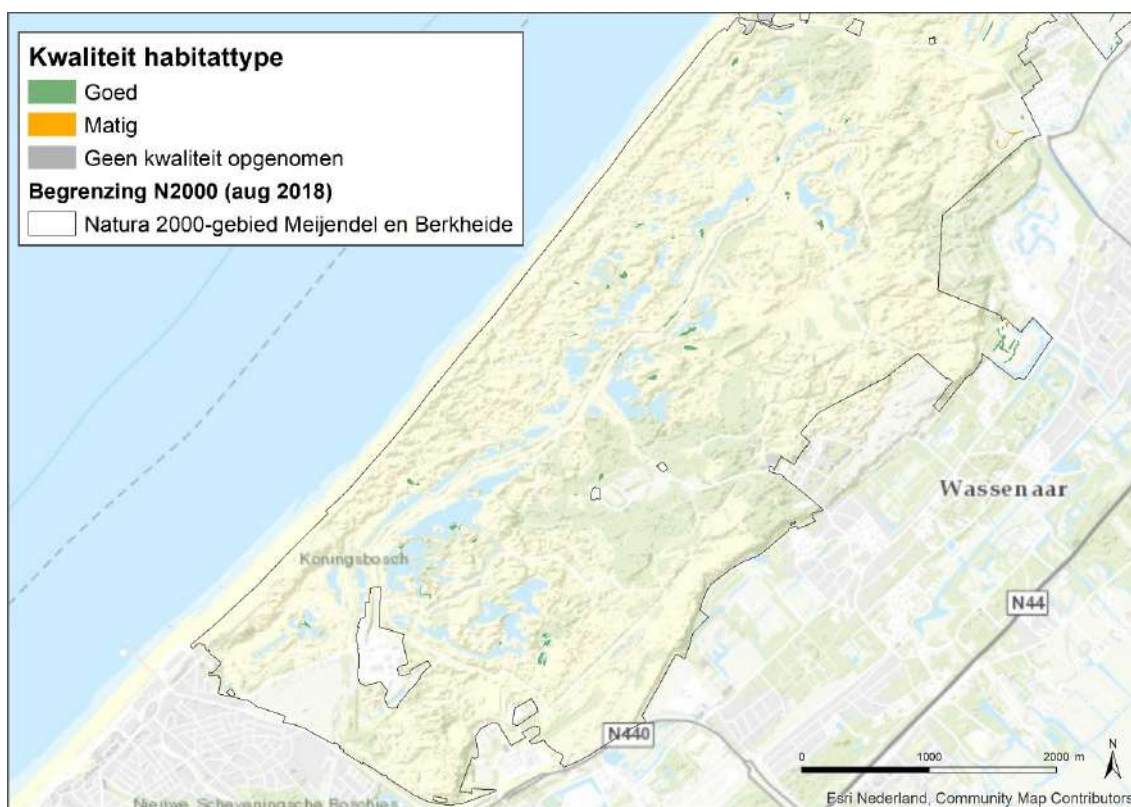 Kwaliteit habitattype
Goed
Matig
Geen kwaliteit opgenomen
Begrenzing N2000 (aug 2018)
Natura 2000-gebied Meijendel en Berkheide
Wassenaar
Koningsbosch
N44
N440
0 1000 2000 m
N
Nieuwe Scheveningsche Boschjes
Esri Nederland, Community Map Contributors